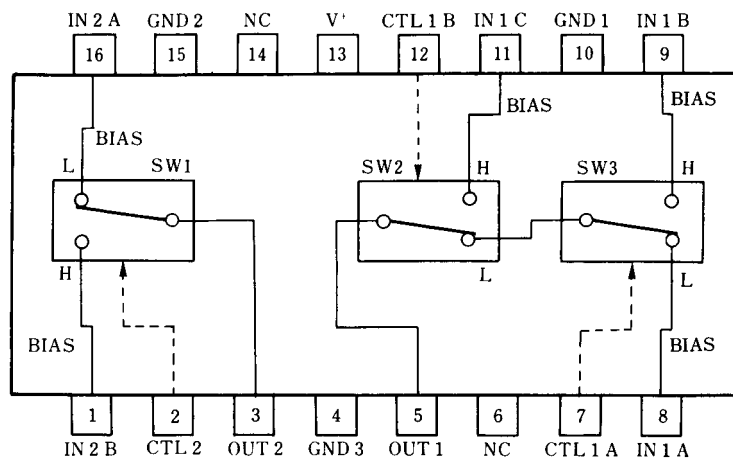 IN 2 A GND 2 NC V+ CTL 1 B IN 1 C GND 1 IN 1 B
16 15 14 13 12 11 10 9
BIAS BIAS BIAS
L SW1 SW2 H SW3 H
H L L
BIAS BIAS
1 2 3 4 5 6 7 8
IN 2 B CTL 2 OUT 2 GND 3 OUT 1 NC CTL 1 A IN 1 A